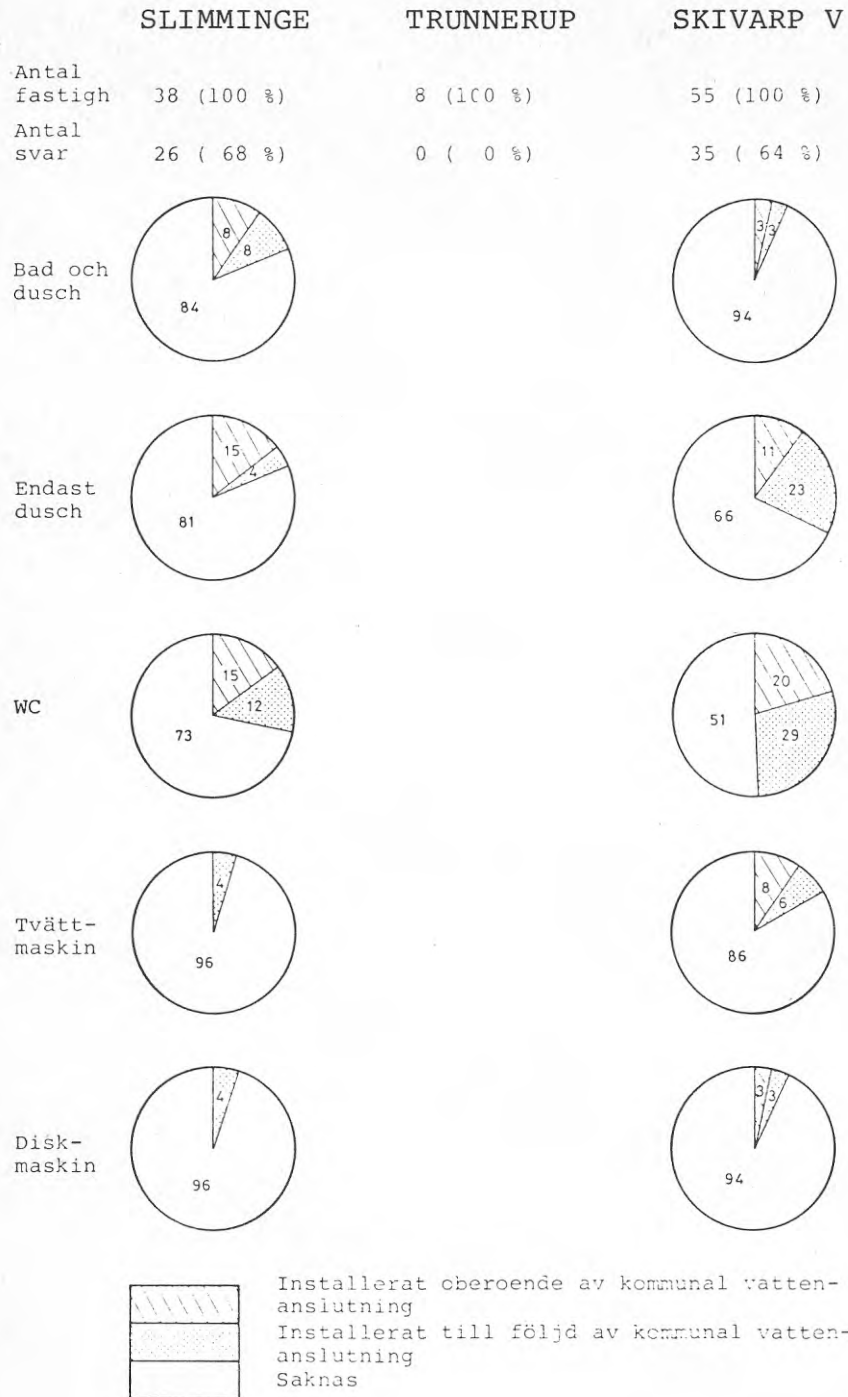 SLIMMINGE TRUNNERUP SKIVARP V
Antal
fastigh 38 (100 %) 8 (100 %) 55 (100 %)
Antal
svar 26 ( 68 %) 0 ( 0 %) 35 ( 64 %)
8 3 3
8
Bad och
dusch
84 94
15 11
4 23
Endast
dusch
81 66
15 20
12
WC 73 51 29
4 8 6
Tvätt-
maskin
96 86
4 3 3
Disk-
maskin
96 94
Installerat oberoende av kommunal vatten-
anslutning
Installerat till följd av kommunal vatten-
anslutning
Saknas